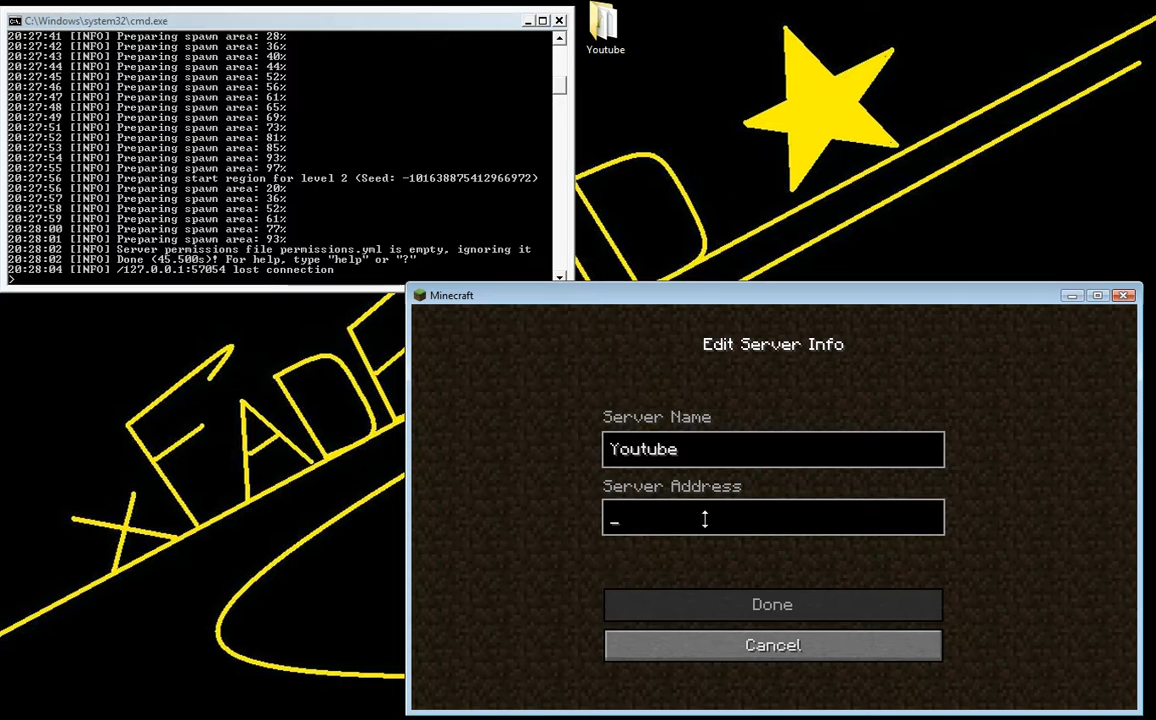 C:\Windows\system32\cmd.exe
20:27:41 [INFO] Preparing spawn area: 28%
20:27:42 [INFO] Preparing spawn area: 36%
20:27:43 [INFO] Preparing spawn area: 40%
20:27:44 [INFO] Preparing spawn area: 44%
20:27:45 [INFO] Preparing spawn area: 52%
20:27:46 [INFO] Preparing spawn area: 56%
20:27:47 [INFO] Preparing spawn area: 61%
20:27:48 [INFO] Preparing spawn area: 65%
20:27:49 [INFO] Preparing spawn area: 69%
20:27:51 [INFO] Preparing spawn area: 73%
20:27:52 [INFO] Preparing spawn area: 81%
20:27:53 [INFO] Preparing spawn area: 85%
20:27:54 [INFO] Preparing spawn area: 93%
20:27:55 [INFO] Preparing spawn area: 97%
20:27:56 [INFO] Preparing start region for level 2 (Seed: -101638875412966972)
20:27:56 [INFO] Preparing spawn area: 20%
20:27:57 [INFO] Preparing spawn area: 36%
20:27:58 [INFO] Preparing spawn area: 52%
20:27:59 [INFO] Preparing spawn area: 61%
20:28:00 [INFO] Preparing spawn area: 77%
20:28:01 [INFO] Preparing spawn area: 93%
20:28:02 [INFO] Server permissions file permissions.yml is empty, ignoring it
20:28:02 [INFO] Done (45.500s)! For help, type "help" or "?"
20:28:04 [INFO] /127.0.0.1:57054 lost connection
>
Youtube
xFADE
D
Minecraft
Edit Server Info
Server Name
Youtube
Server Address
_
Done
Cancel